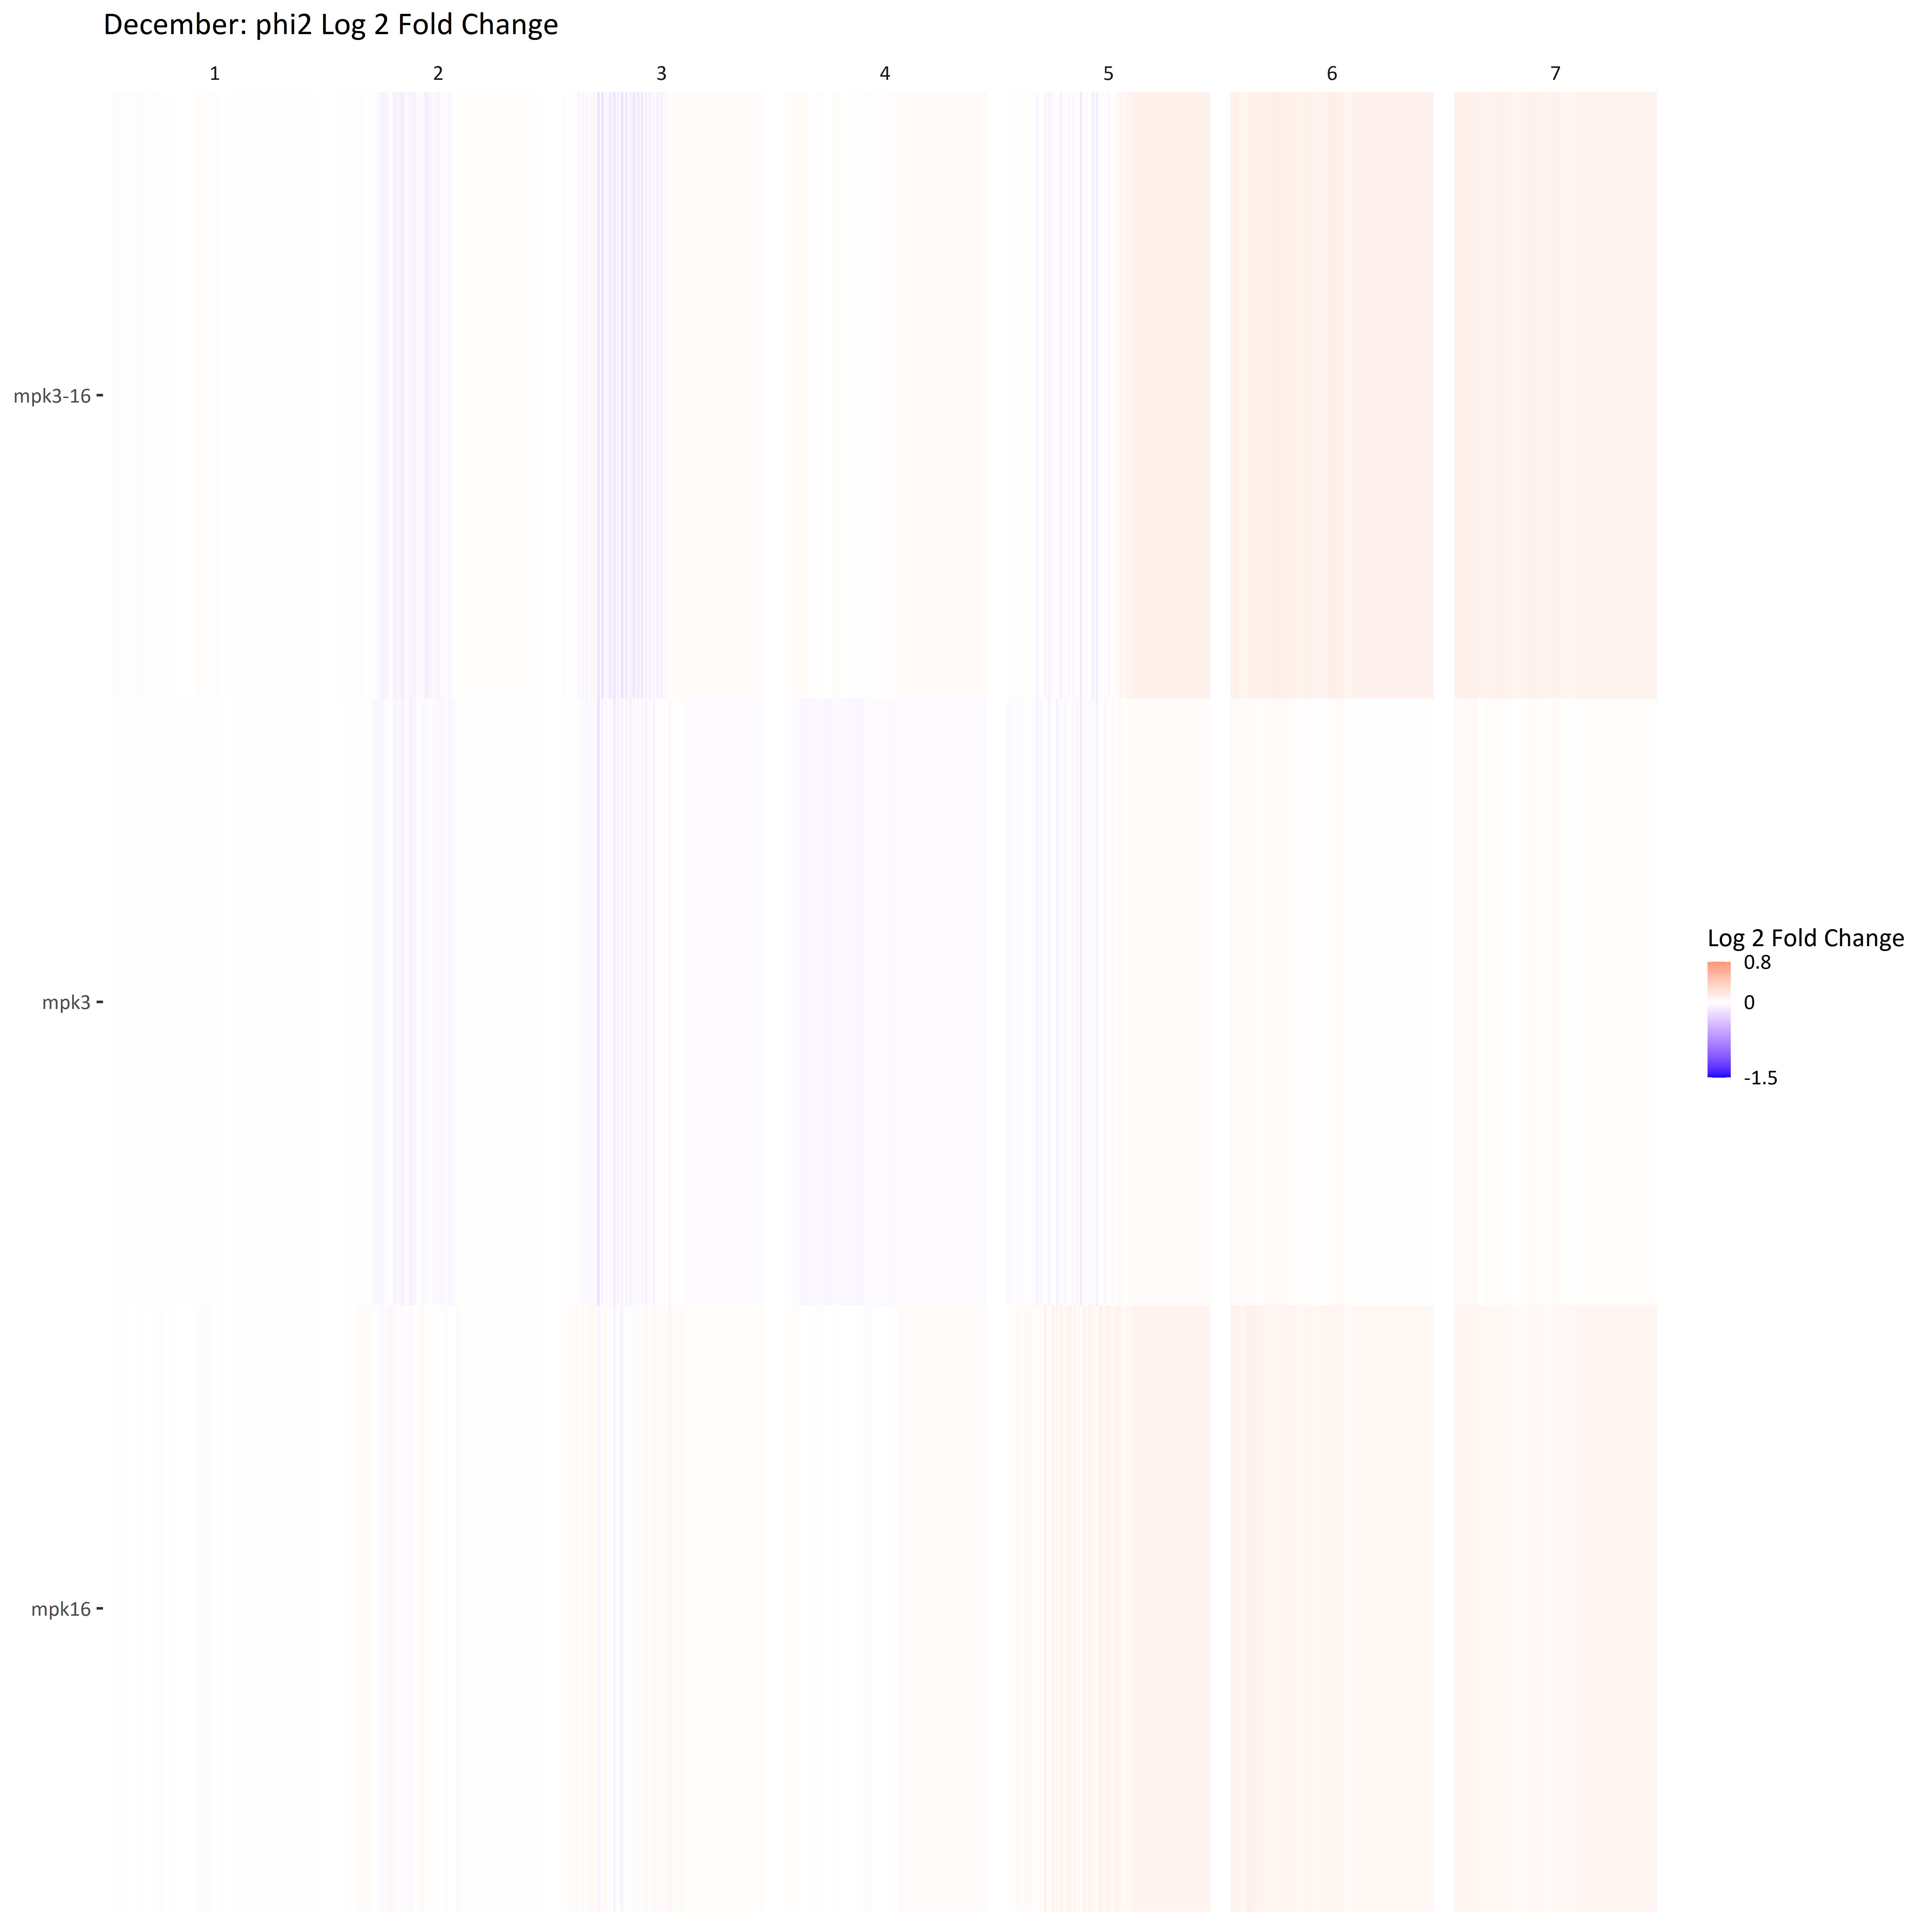 December: phi2 Log 2 Fold Change
1 2 3 4 5 6 7
mpk3-16
mpk3
mpk16
Log 2 Fold Change
0.8
0
-1.5